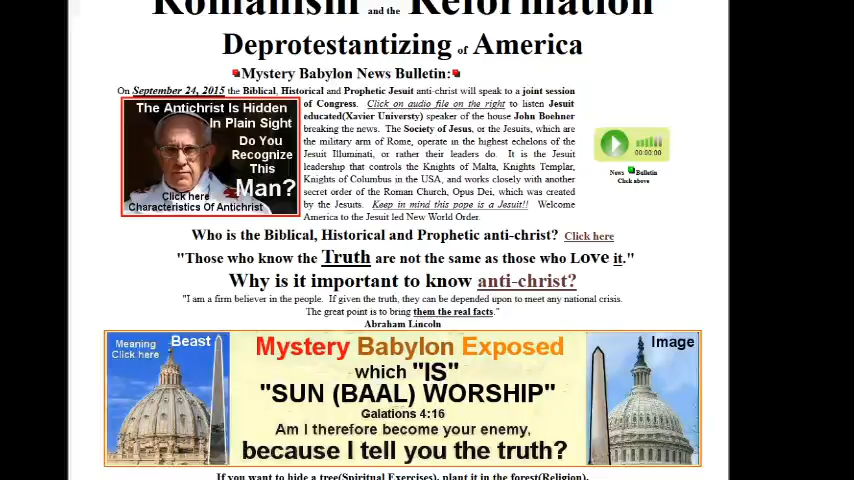 Romanism and the Reformation
Deprotestantizing of America
Mystery Babylon News Bulletin:
On September 24, 2015 the Biblical, Historical and Prophetic Jesuit anti-christ will speak to a joint session
of Congress. Click on audio file on the right to listen Jesuit
educated(Xavier Universty) speaker of the house John Boehner
breaking the news. The Society of Jesus, or the Jesuits, which are
the military arm of Rome, operate in the highest echelons of the
Jesuit Illuminati, or rather their leaders do. It is the Jesuit
leadership that controls the Knights of Malta, Knights Templar,
Knights of Columbus in the USA, and works closely with another
secret order of the Roman Church, Opus Dei, which was created
by the Jesuits. Keep in mind this pope is a Jesuit!! Welcome
America to the Jesuit led New World Order.
The Antichrist Is Hidden
In Plain Sight
Do You
Recognize
This
Man?
Click here
Characteristics Of Antichrist
00:00:00
News Bulletin
Click above
Who is the Biblical, Historical and Prophetic anti-christ? Click here
"Those who know the Truth are not the same as those who Love it."
Why is it important to know anti-christ?
"I am a firm believer in the people. If given the truth, they can be depended upon to meet any national crisis.
The great point is to bring them the real facts."
Abraham Lincoln
Meaning
Click here
Beast
Mystery Babylon Exposed
which "IS"
"SUN (BAAL) WORSHIP"
Galations 4:16
Am I therefore become your enemy,
because I tell you the truth?
Image
If you want to hide a tree(Spiritual Exercises), plant it in the forest(Religion).